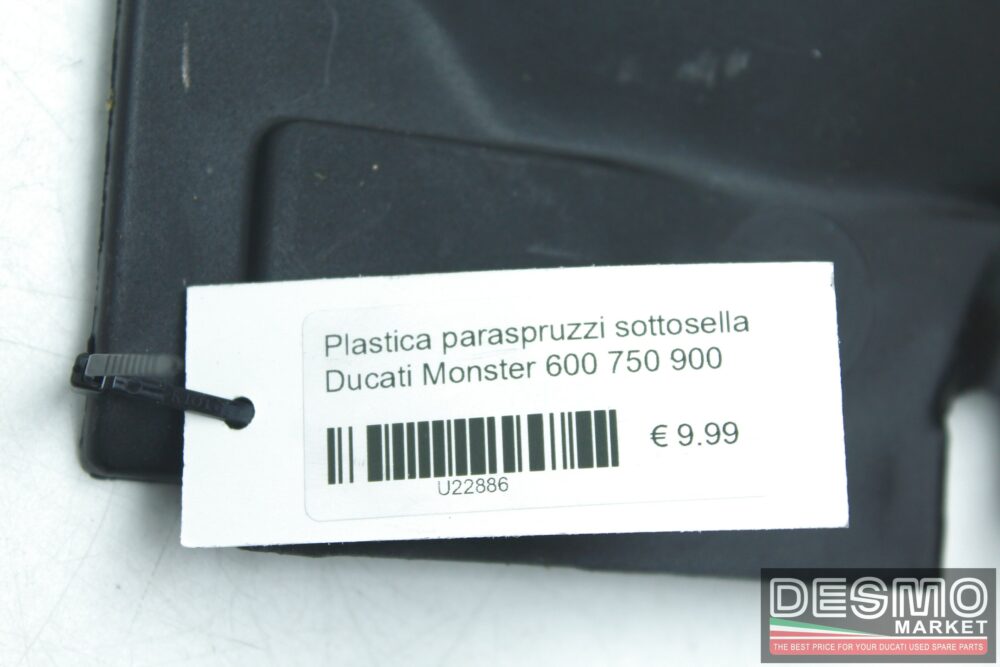 Plastica paraspruzzi sottosella
Ducati Monster 600 750 900
€ 9.99
U22886
DESMO
MARKET
THE BEST PRICE FOR YOUR DUCATI USED SPARE PARTS